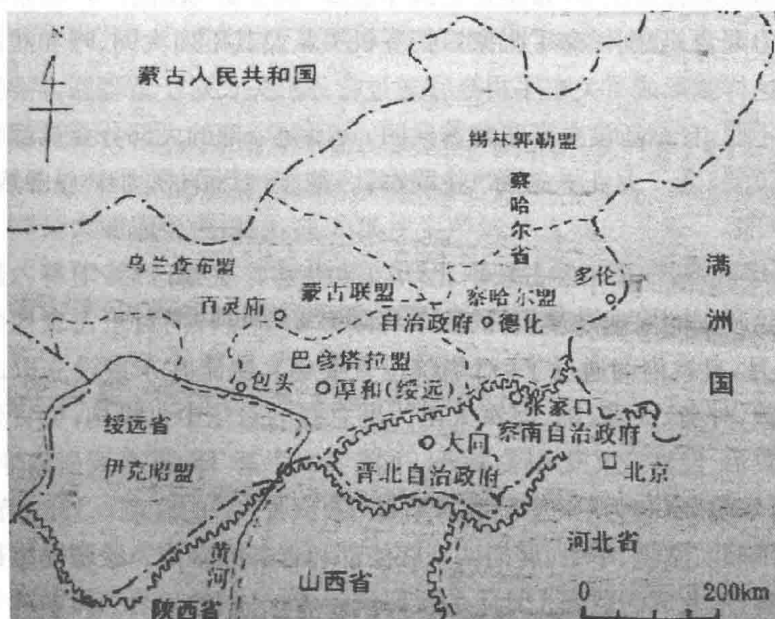 蒙古人民共和国
锡林郭勒盟
察哈尔省
满洲国
乌兰查布盟
多伦
百灵庙
蒙古联盟
察哈尔盟
自治政府
德化
巴彦塔拉盟
包头
厚和(绥远)
张家口
察南自治政府
绥远省
大同
伊克昭盟
晋北自治政府
北京
河北省
黄河
山西省
陕西省
0 200km